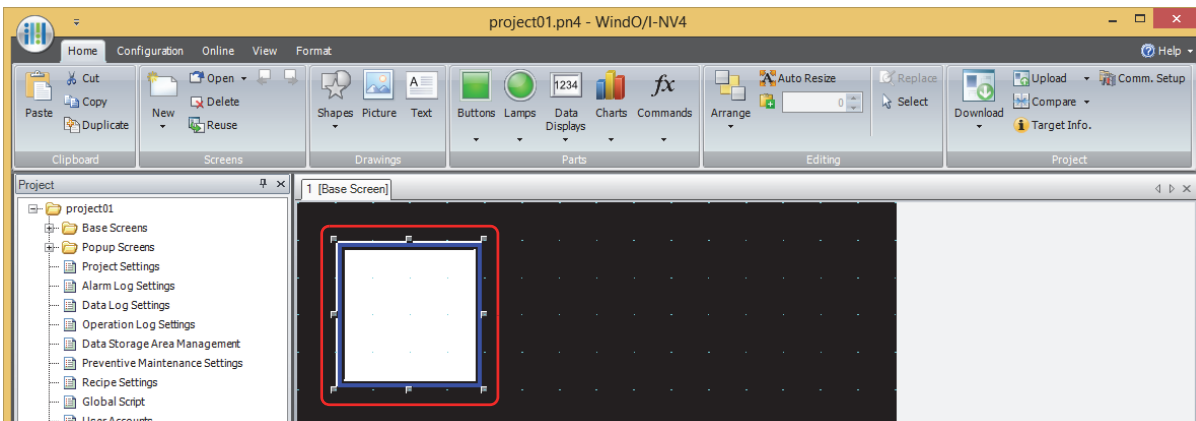 project01.pn4 - WindO/I-NV4
Home Configuration Online View Format Help
Paste Cut Copy Duplicate
Clipboard
New Open Delete Reuse
Screens
Shapes Picture Text
Drawings
Buttons Lamps 1234 Data Displays Charts fx Commands
Parts
Arrange Auto Resize 0 Replace Select
Editing
Download Upload Compare Target Info. Comm. Setup
Project
Project
1 [Base Screen]
project01
Base Screens
Popup Screens
Project Settings
Alarm Log Settings
Data Log Settings
Operation Log Settings
Data Storage Area Management
Preventive Maintenance Settings
Recipe Settings
Global Script
User Accounts